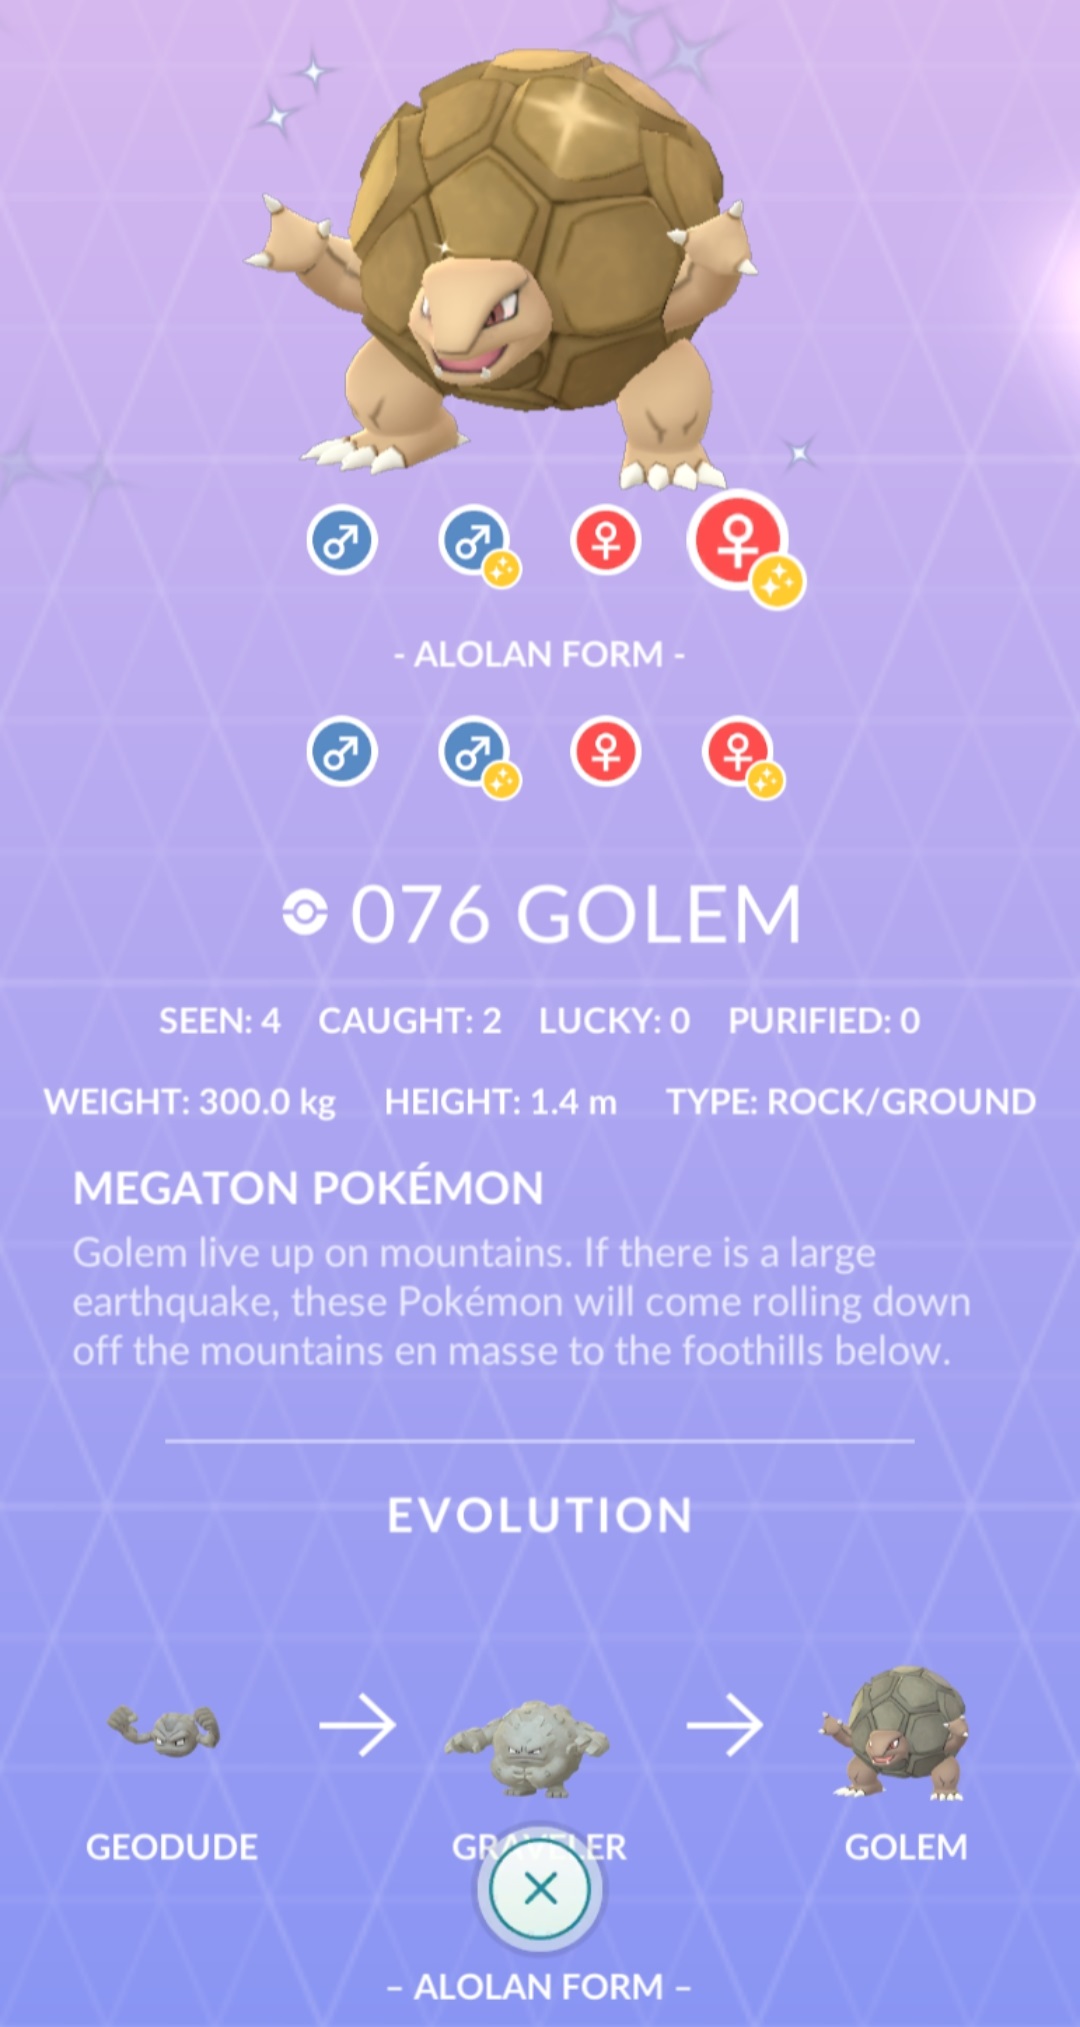 - ALOLAN FORM -
076 GOLEM
SEEN: 4 CAUGHT: 2 LUCKY: 0 PURIFIED: 0
WEIGHT: 300.0 kg HEIGHT: 1.4 m TYPE: ROCK/GROUND
MEGATON POKÉMON
Golem live up on mountains. If there is a large
earthquake, these Pokémon will come rolling down
off the mountains en masse to the foothills below.
EVOLUTION
GEODUDE GRAVELER GOLEM
- ALOLAN FORM -